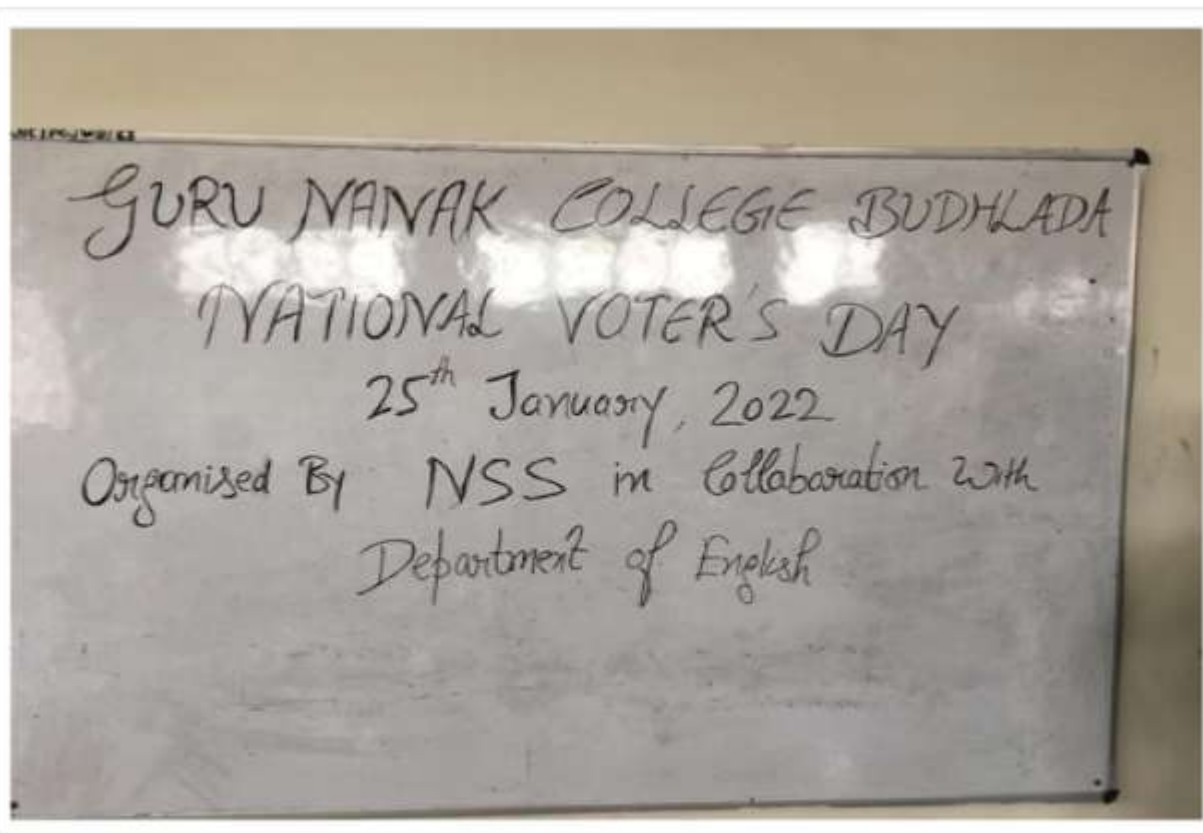 GURU NANAK COLLEGE BUDHLADA
NATIONAL VOTER'S DAY
25th January, 2022
Organised By NSS in Collaboration With
Department of English